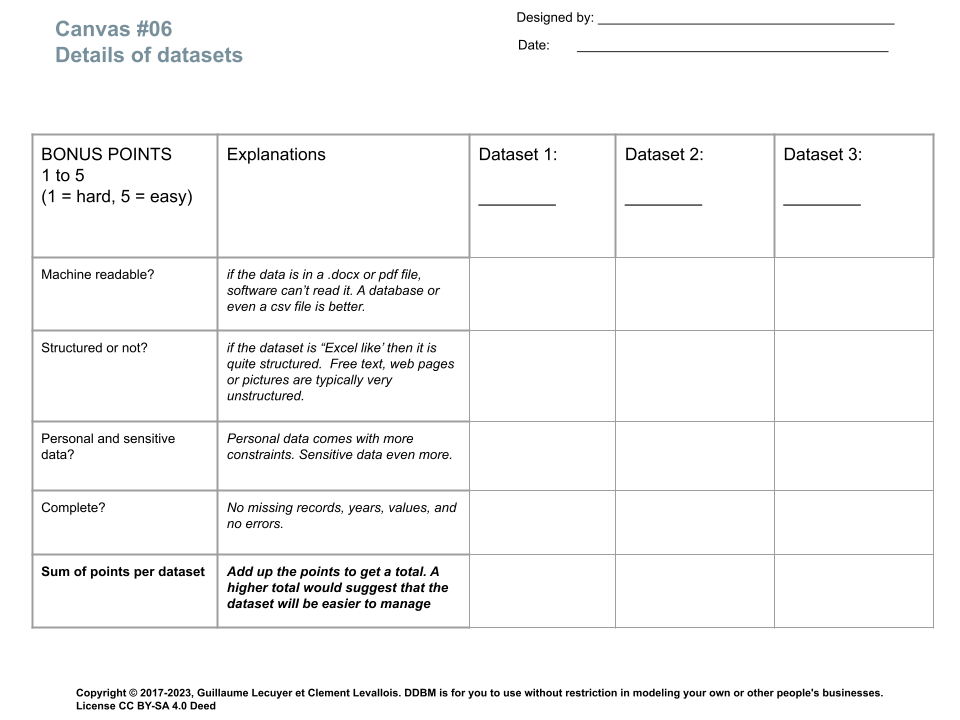 Canvas #06
Details of datasets
Designed by:
Date:
BONUS POINTS
1 to 5
(1 = hard, 5 = easy)
Explanations
Dataset 1:
Dataset 2:
Dataset 3:
Machine readable?
if the data is in a .docx or pdf file,
software can’t read it. A database or
even a csv file is better.
Structured or not?
if the dataset is “Excel like’ then it is
quite structured.  Free text, web pages
or pictures are typically very
unstructured.
Personal and sensitive
data?
Personal data comes with more
constraints. Sensitive data even more.
Complete?
No missing records, years, values, and
no errors.
Sum of points per dataset
Add up the points to get a total. A
higher total would suggest that the
dataset will be easier to manage
Copyright © 2017-2023, Guillaume Lecuyer et Clement Levallois. DDBM is for you to use without restriction in modeling your own or other people's businesses.
License CC BY-SA 4.0 Deed